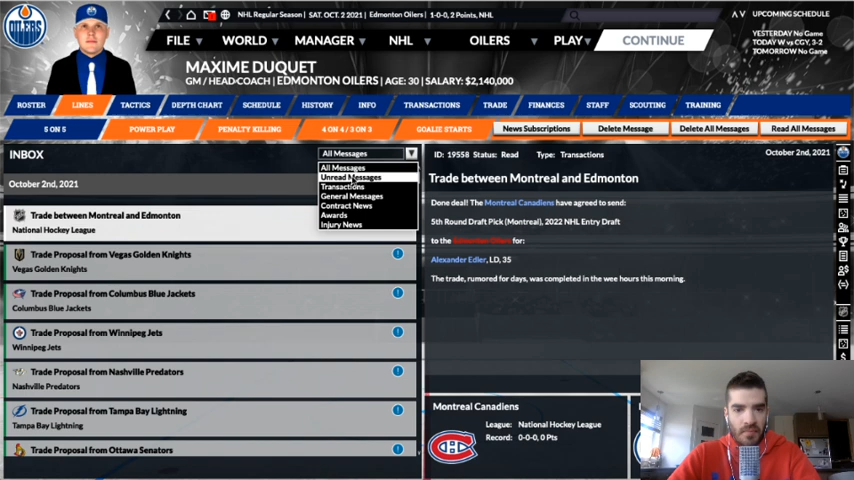 NHL Regular Season | SAT. OCT. 2 2021 | Edmonton Oilers | 1-0-0, 2 Points, NHL
UPCOMING SCHEDULE
YESTERDAY No Game
TODAY W vs CGY, 3-2
TOMORROW No Game
OILERS
FILE
WORLD
MANAGER
NHL
OILERS
PLAY
CONTINUE
MAXIME DUQUET
GM / HEAD COACH | EDMONTON OILERS | AGE: 30 | SALARY: $2,140,000
ROSTER
LINES
TACTICS
DEPTH CHART
SCHEDULE
HISTORY
INFO
TRANSACTIONS
TRADE
FINANCES
STAFF
SCOUTING
TRAINING
5 ON 5
POWER PLAY
PENALTY KILLING
4 ON 4 / 3 ON 3
GOALIE STARTS
News Subscriptions
Delete Message
Delete All Messages
Read All Messages
INBOX
All Messages
All Messages
Unread Messages
Transactions
General Messages
Contract News
Awards
Injury News
October 2nd, 2021
Trade between Montreal and Edmonton
National Hockey League
Trade Proposal from Vegas Golden Knights
Vegas Golden Knights
Trade Proposal from Columbus Blue Jackets
Columbus Blue Jackets
Trade Proposal from Winnipeg Jets
Winnipeg Jets
Trade Proposal from Nashville Predators
Nashville Predators
Trade Proposal from Tampa Bay Lightning
Tampa Bay Lightning
Trade Proposal from Ottawa Senators
ID: 19558 Status: Read Type: Transactions
October 2nd, 2021
Trade between Montreal and Edmonton
Done deal! The Montreal Canadiens have agreed to send:
5th Round Draft Pick (Montreal), 2022 NHL Entry Draft
to the Edmonton Oilers for:
Alexander Edler, LD, 35
The trade, rumored for days, was completed in the wee hours this morning.
Montreal Canadiens
League: National Hockey League
Record: 0-0-0, 0 Pts